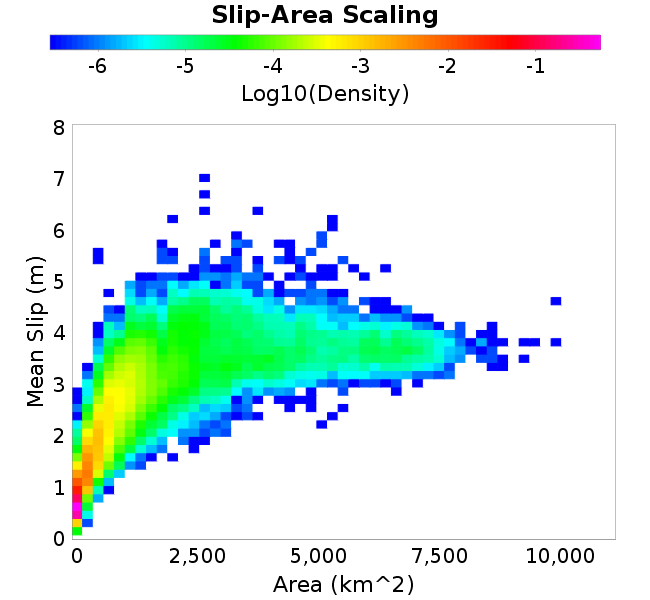 Slip-Area Scaling
-6 -5 -4 -3 -2 -1
Log10(Density)
8
7
6
5
4
3
2
1
0
Mean Slip (m)
0 2,500 5,000 7,500 10,000
Area (km^2)